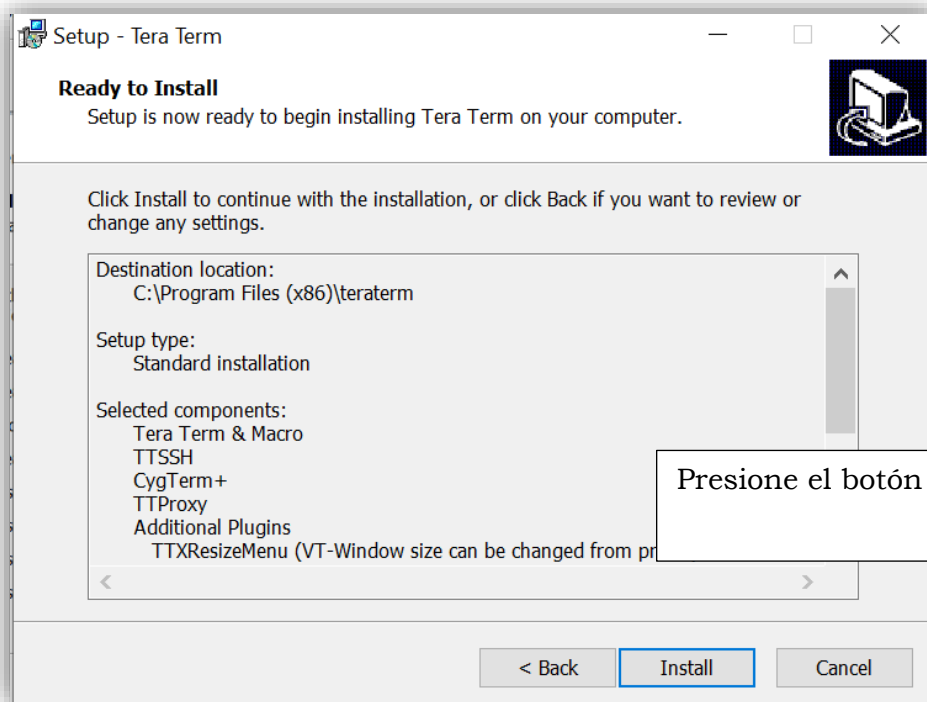 Setup - Tera Term
Ready to Install
Setup is now ready to begin installing Tera Term on your computer.
Click Install to continue with the installation, or click Back if you want to review or
change any settings.
Destination location:
C:\Program Files (x86)\teraterm
Setup type:
Standard installation
Selected components:
Tera Term & Macro
TTSSH
CygTerm+
TTProxy
Additional Plugins
TTXResizeMenu (VT-Window size can be changed from
Presione el botón
< Back
Install
Cancel